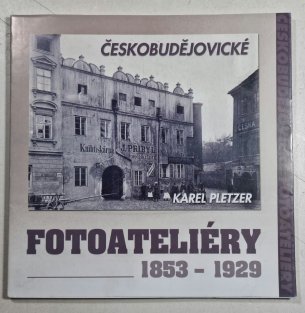 ČESKOBUDĚJOVICKÉ
KAREL PLETZER
FOTOATELIÉRY
1853 - 1929